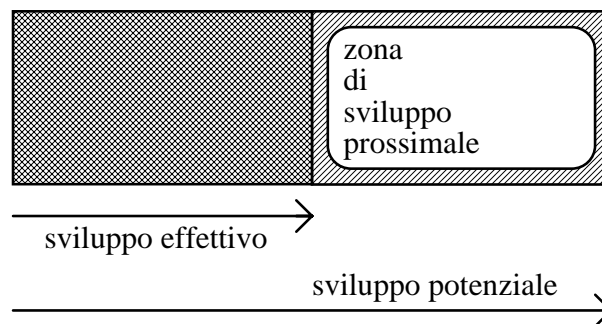 zona
di
sviluppo
prossimale
sviluppo effettivo
sviluppo potenziale